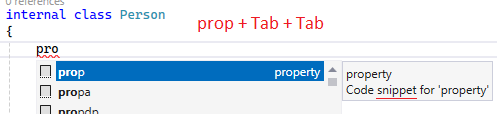 0 references
internal class Person
prop + Tab + Tab
{
pro
prop property
propa
propdp
property
Code snippet for 'property'